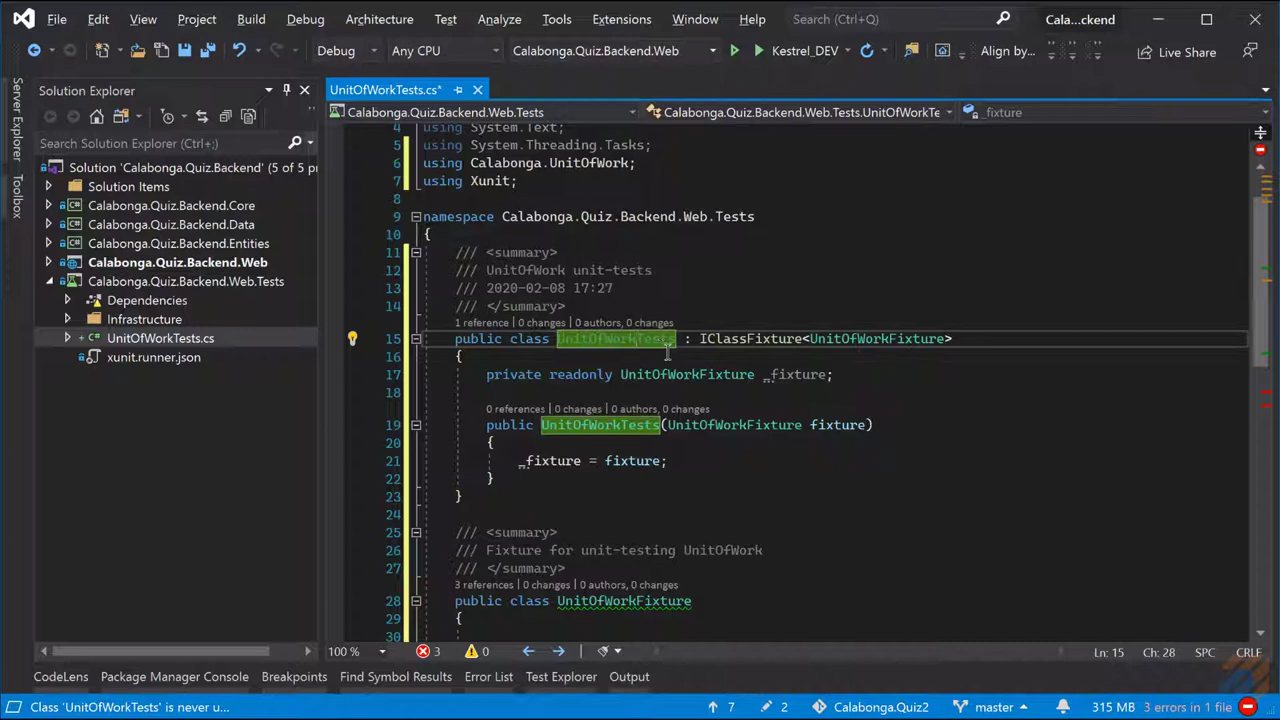 File Edit View Project Build Debug Architecture Test Analyze Tools Extensions Window Help Search (Ctrl+Q) Cala...ckend
Debug Any CPU Calabonga.Quiz.Backend.Web Kestrel_DEV Align by... Live Share
Server Explorer
Toolbox
Solution Explorer
Search Solution Explorer (Ctrl+;)
Solution 'Calabonga.Quiz.Backend' (5 of 5 pr
Solution Items
Calabonga.Quiz.Backend.Core
Calabonga.Quiz.Backend.Data
Calabonga.Quiz.Backend.Entities
Calabonga.Quiz.Backend.Web
Calabonga.Quiz.Backend.Web.Tests
Dependencies
Infrastructure
UnitOfWorkTests.cs
xunit.runner.json
UnitOfWorkTests.cs*
Calabonga.Quiz.Backend.Web.Tests Calabonga.Quiz.Backend.Web.Tests.UnitOfWorkTe _fixture
4 using System.Text;
5 using System.Threading.Tasks;
6 using Calabonga.UnitOfWork;
7 using Xunit;
8
9 namespace Calabonga.Quiz.Backend.Web.Tests
10 {
11 /// <summary>
12 /// UnitOfWork unit-tests
13 /// 2020-02-08 17:27
14 /// </summary>
1 reference | 0 changes | 0 authors, 0 changes
15 public class UnitOfWorkTests : IClassFixture<UnitOfWorkFixture>
16 {
17 private readonly UnitOfWorkFixture _fixture;
18
0 references | 0 changes | 0 authors, 0 changes
19 public UnitOfWorkTests(UnitOfWorkFixture fixture)
20 {
21 _fixture = fixture;
22 }
23 }
24
25 /// <summary>
26 /// Fixture for unit-testing UnitOfWork
27 /// </summary>
3 references | 0 changes | 0 authors, 0 changes
28 public class UnitOfWorkFixture
29 {
30
100 % 3 0 Ln: 15 Ch: 28 SPC CRLF
CodeLens Package Manager Console Breakpoints Find Symbol Results Error List Test Explorer Output
Class 'UnitOfWorkTests' is never u... 7 2 Calabonga.Quiz2 master 315 MB 3 errors in 1 file